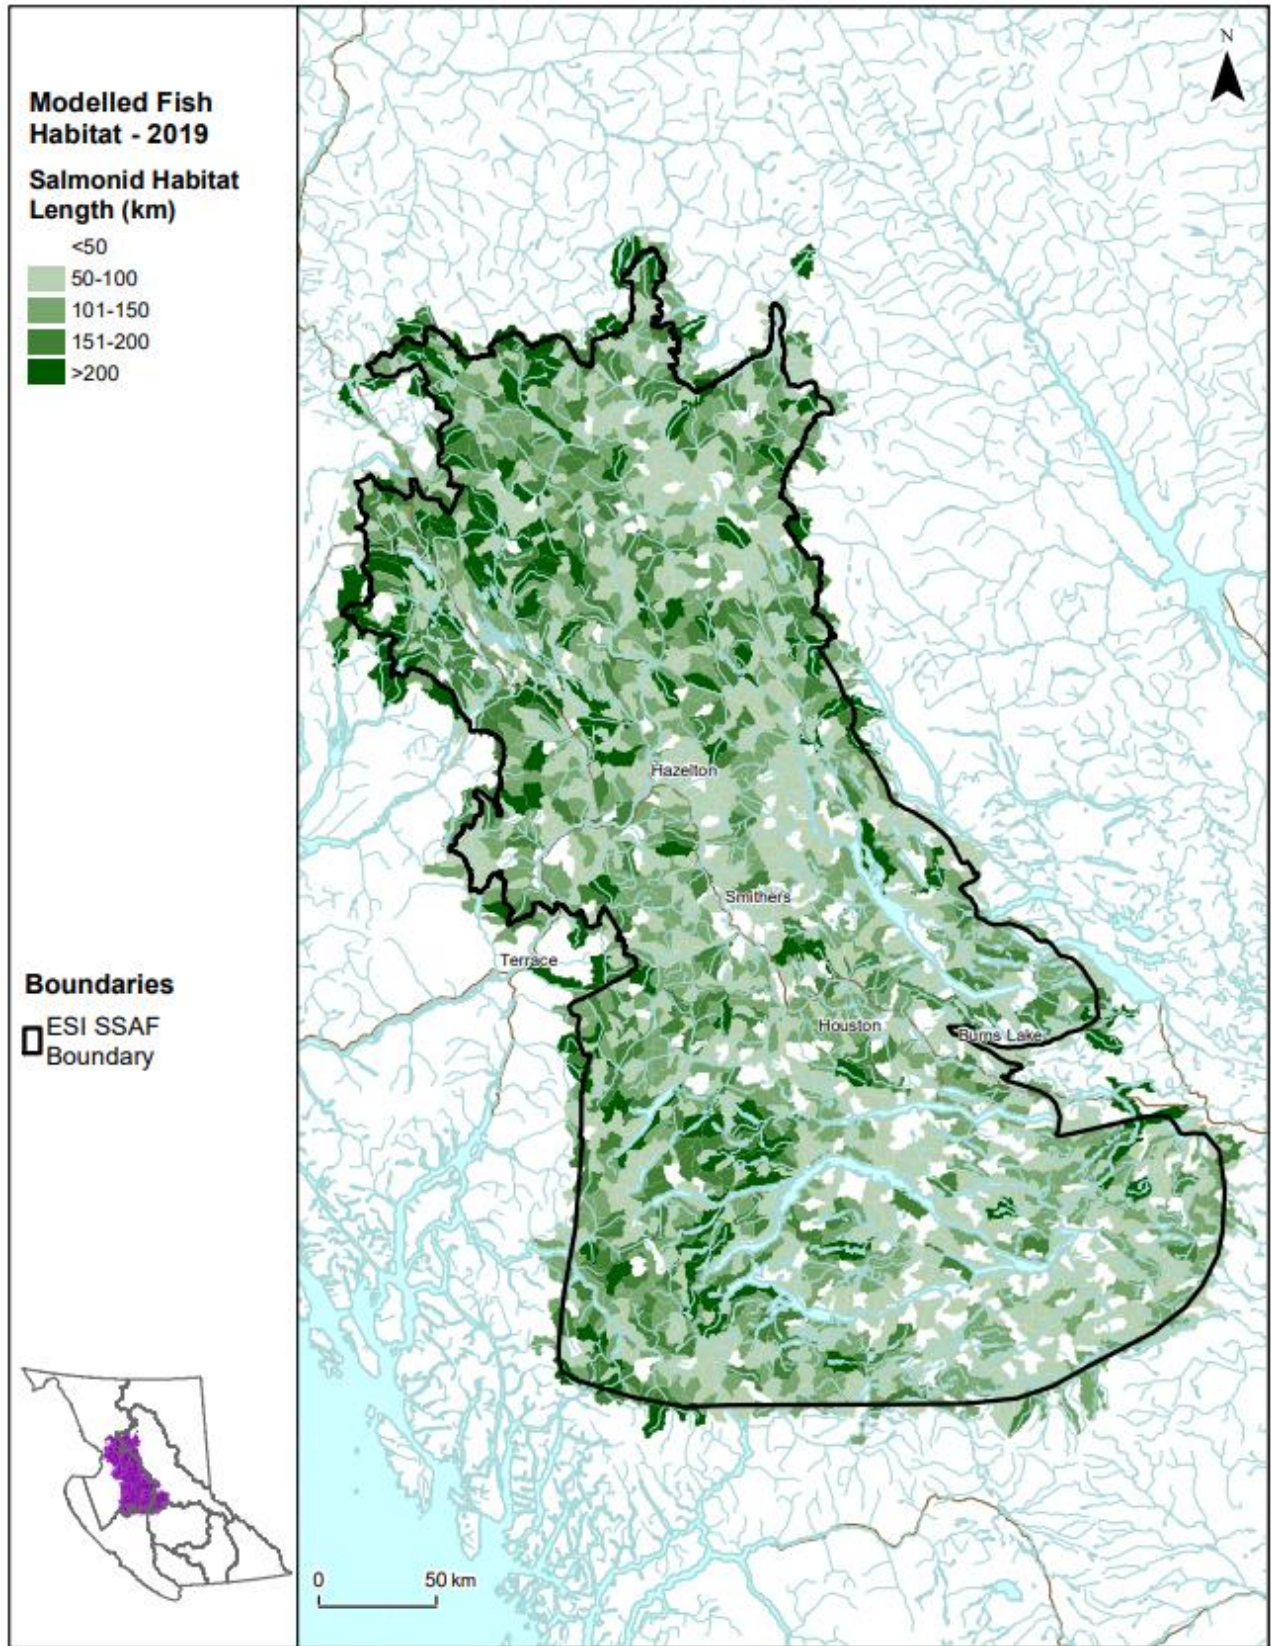 Modelled Fish
Habitat - 2019
Salmonid Habitat
Length (km)
<50
50-100
101-150
151-200
>200
Boundaries
ESI SSAF
Boundary
N
Hazelton
Smithers
Terrace
Houston
Burns Lake
0 50 km